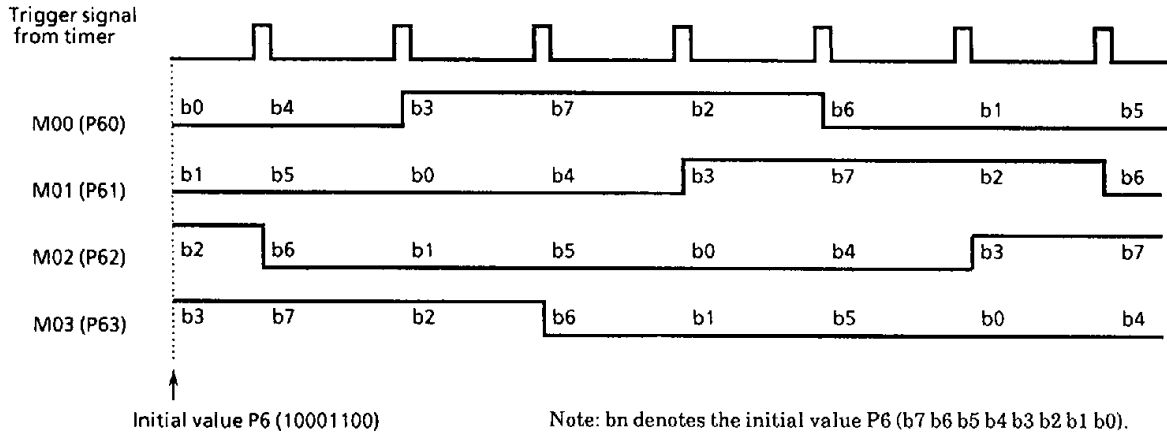 Trigger signal
from timer
b0 b4 b3 b7 b2 b6 b1 b5
M00 (P60)
b1 b5 b0 b4 b3 b7 b2 b6
M01 (P61)
b2 b6 b1 b5 b0 b4 b3 b7
M02 (P62)
b3 b7 b2 b6 b1 b5 b0 b4
M03 (P63)
Initial value P6 (10001100)
Note: bn denotes the initial value P6 (b7 b6 b5 b4 b3 b2 b1 b0).